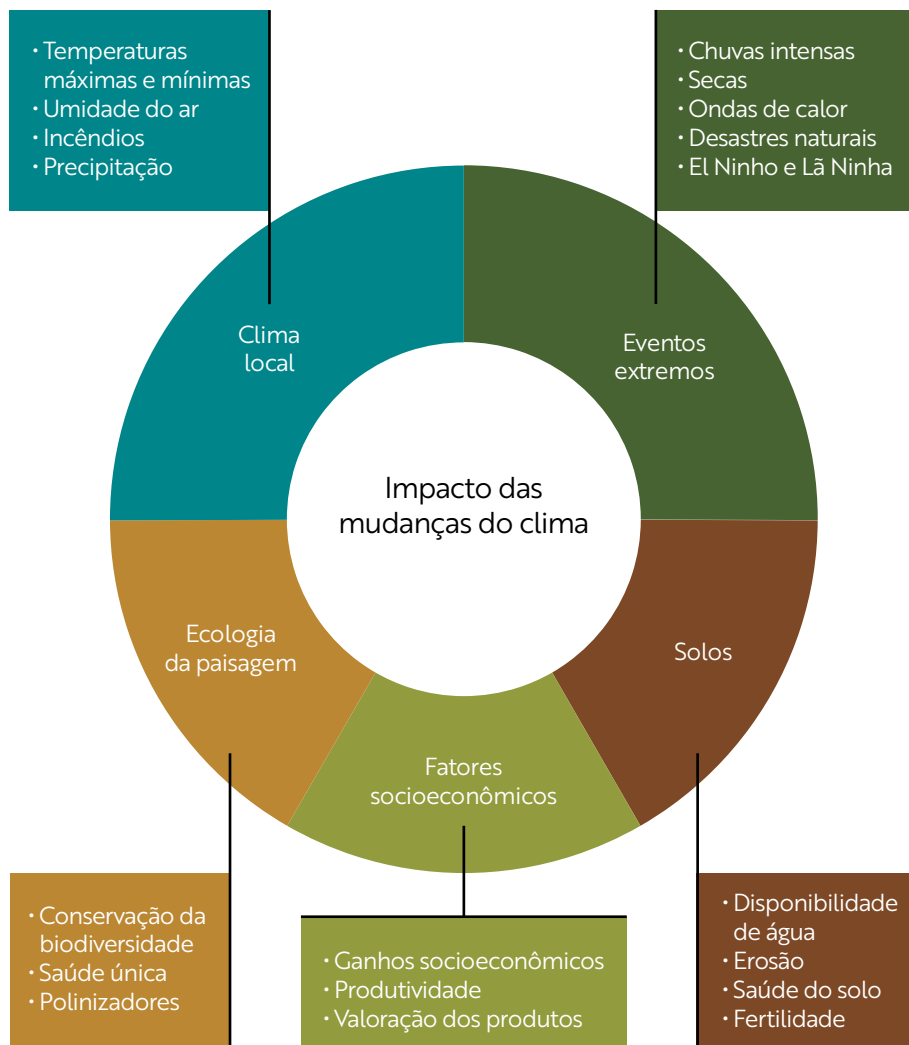 · Temperaturas
máximas e mínimas
· Umidade do ar
· Incêndios
· Precipitação
· Chuvas intensas
· Secas
· Ondas de calor
· Desastres naturais
· El Ninho e Lã Ninha
Clima
local
Eventos
extremos
Impacto das
mudanças do clima
Ecologia
da paisagem
Solos
Fatores
socioeconômicos
· Conservação da
biodiversidade
· Saúde única
· Polinizadores
· Ganhos socioeconômicos
· Produtividade
· Valoração dos produtos
· Disponibilidade
de água
· Erosão
· Saúde do solo
· Fertilidade